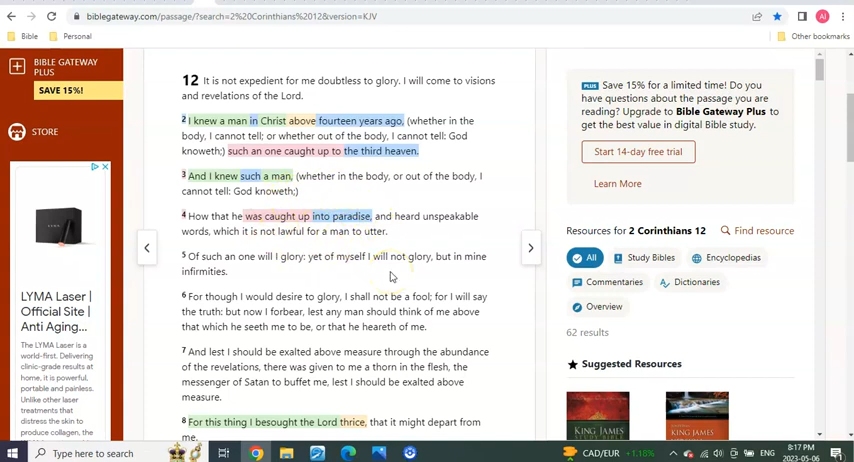 biblegateway.com/passage/?search=2%20Corinthians%2012&version=KJV
AI
Bible
Personal
Other bookmarks
BIBLE GATEWAY
PLUS
SAVE 15%!
STORE
LYMA Laser |
Official Site |
Anti Aging...
The LYMA Laser is a
world-first. Delivering
clinic-grade results at
home, it is powerful,
portable and painless.
Unlike other laser
treatments that
distress the skin to
produce collagen, the
12 It is not expedient for me doubtless to glory. I will come to visions
and revelations of the Lord.
2 I knew a man in Christ above fourteen years ago, (whether in the
body, I cannot tell; or whether out of the body, I cannot tell: God
knoweth;) such an one caught up to the third heaven.
3 And I knew such a man, (whether in the body, or out of the body, I
cannot tell: God knoweth;)
4 How that he was caught up into paradise, and heard unspeakable
words, which it is not lawful for a man to utter.
5 Of such an one will I glory: yet of myself I will not glory, but in mine
infirmities.
6 For though I would desire to glory, I shall not be a fool; for I will say
the truth: but now I forbear, lest any man should think of me above
that which he seeth me to be, or that he heareth of me.
7 And lest I should be exalted above measure through the abundance
of the revelations, there was given to me a thorn in the flesh, the
messenger of Satan to buffet me, lest I should be exalted above
measure.
8 For this thing I besought the Lord thrice, that it might depart from
me.
PLUS Save 15% for a limited time! Do you
have questions about the passage you are
reading? Upgrade to Bible Gateway Plus to
get the best value in digital Bible study.
Start 14-day free trial
Learn More
Resources for 2 Corinthians 12
Find resource
All
Study Bibles
Encyclopedias
Commentaries
Dictionaries
Overview
62 results
Suggested Resources
KING JAMES
KING JAMES
Type here to search
CAD/EUR +1.18%
ENG
8:17 PM
2023-05-06